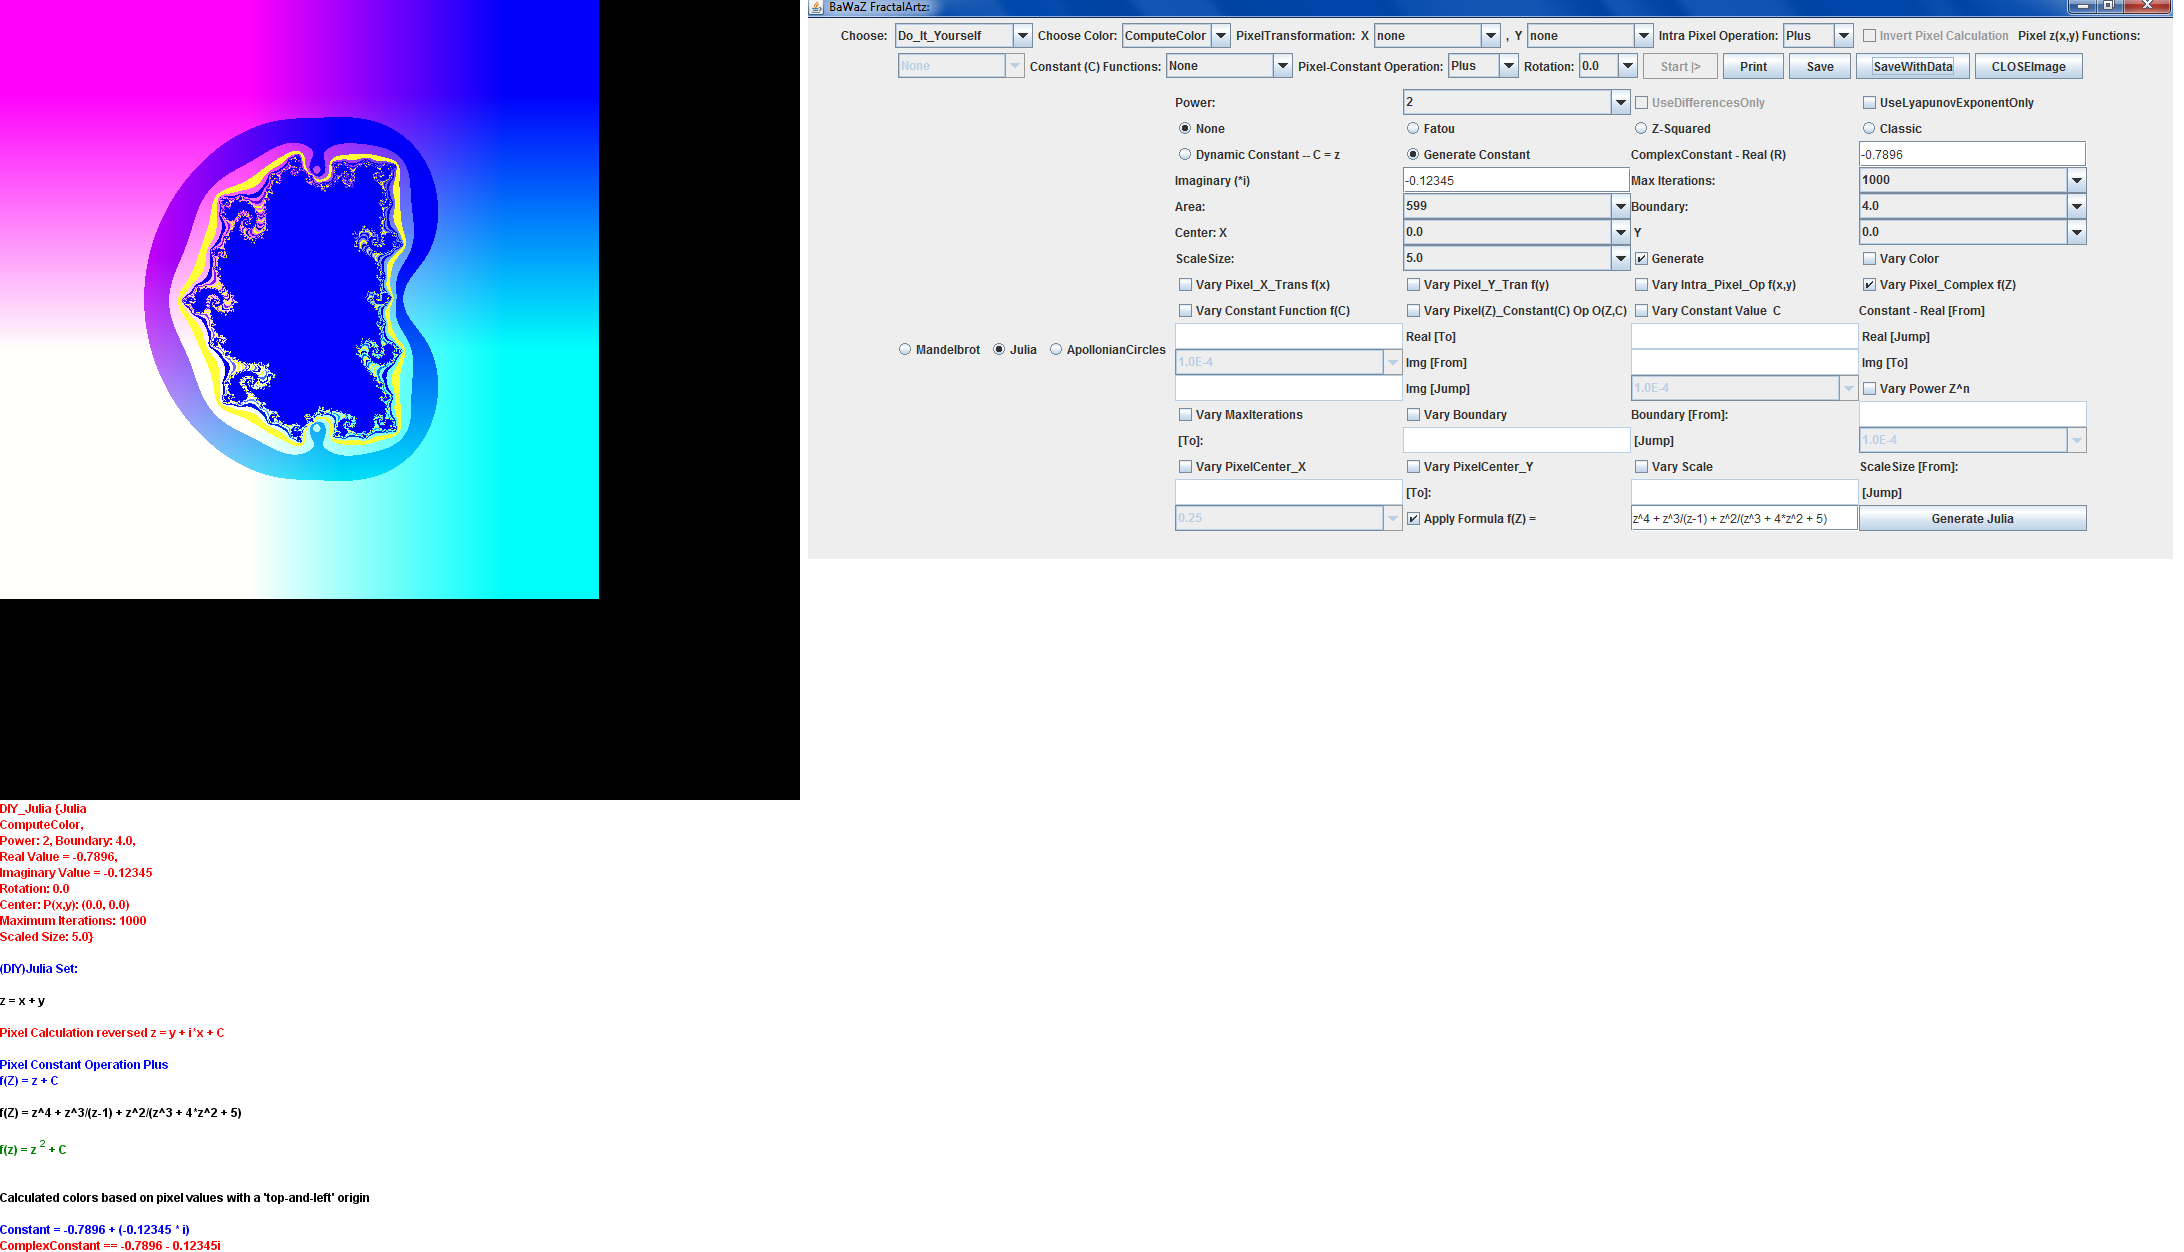 BaWaZ FractalArtz:
Choose: Do_It_Yourself Choose Color: ComputeColor PixelTransformation: X none , Y none Intra Pixel Operation: Plus Invert Pixel Calculation Pixel z(x,y) Functions:
None Constant (C) Functions: None Pixel-Constant Operation: Plus Rotation: 0.0 Start |> Print Save SaveWithData CLOSEImage
Power: 2 UseDifferencesOnly UseLyapunovExponentOnly
None Fatou Z-Squared Classic
Dynamic Constant -- C = z Generate Constant ComplexConstant - Real (R) -0.7896
Imaginary (*i) -0.12345 Max Iterations: 1000
Area: 599 Boundary: 4.0
Center: X 0.0 Y 0.0
ScaleSize: 5.0 Generate Vary Color
Vary Pixel_X_Trans f(x) Vary Pixel_Y_Tran f(y) Vary Intra_Pixel_Op f(x,y) Vary Pixel_Complex f(Z)
Vary Constant Function f(C) Vary Pixel(Z)_Constant(C) Op O(Z,C) Vary Constant Value C Constant - Real [From]
Real [To] Real [Jump]
Mandelbrot Julia ApollonianCircles
1.0E-4 Img [From] Img [To]
Img [Jump] 1.0E-4 Vary Power Z^n
Vary MaxIterations Vary Boundary Boundary [From]:
[To]: [Jump] 1.0E-4
Vary PixelCenter_X Vary PixelCenter_Y Vary Scale ScaleSize [From]:
[To]: [Jump]
0.25 Apply Formula f(Z) = z^4 + z^3/(z-1) + z^2/(z^3 + 4*z^2 + 5) Generate Julia
DIY_Julia {Julia
ComputeColor,
Power: 2, Boundary: 4.0,
Real Value = -0.7896,
Imaginary Value = -0.12345
Rotation: 0.0
Center: P(x,y): (0.0, 0.0)
Maximum Iterations: 1000
Scaled Size: 5.0}
(DIY)Julia Set:
z = x + y
Pixel Calculation reversed z = y + i*x + C
Pixel Constant Operation Plus
f(Z) = z + C
f(Z) = z^4 + z^3/(z-1) + z^2/(z^3 + 4*z^2 + 5)
f(z) = z 2 + C
Calculated colors based on pixel values with a 'top-and-left' origin
Constant = -0.7896 + (-0.12345 * i)
ComplexConstant == -0.7896 - 0.12345i